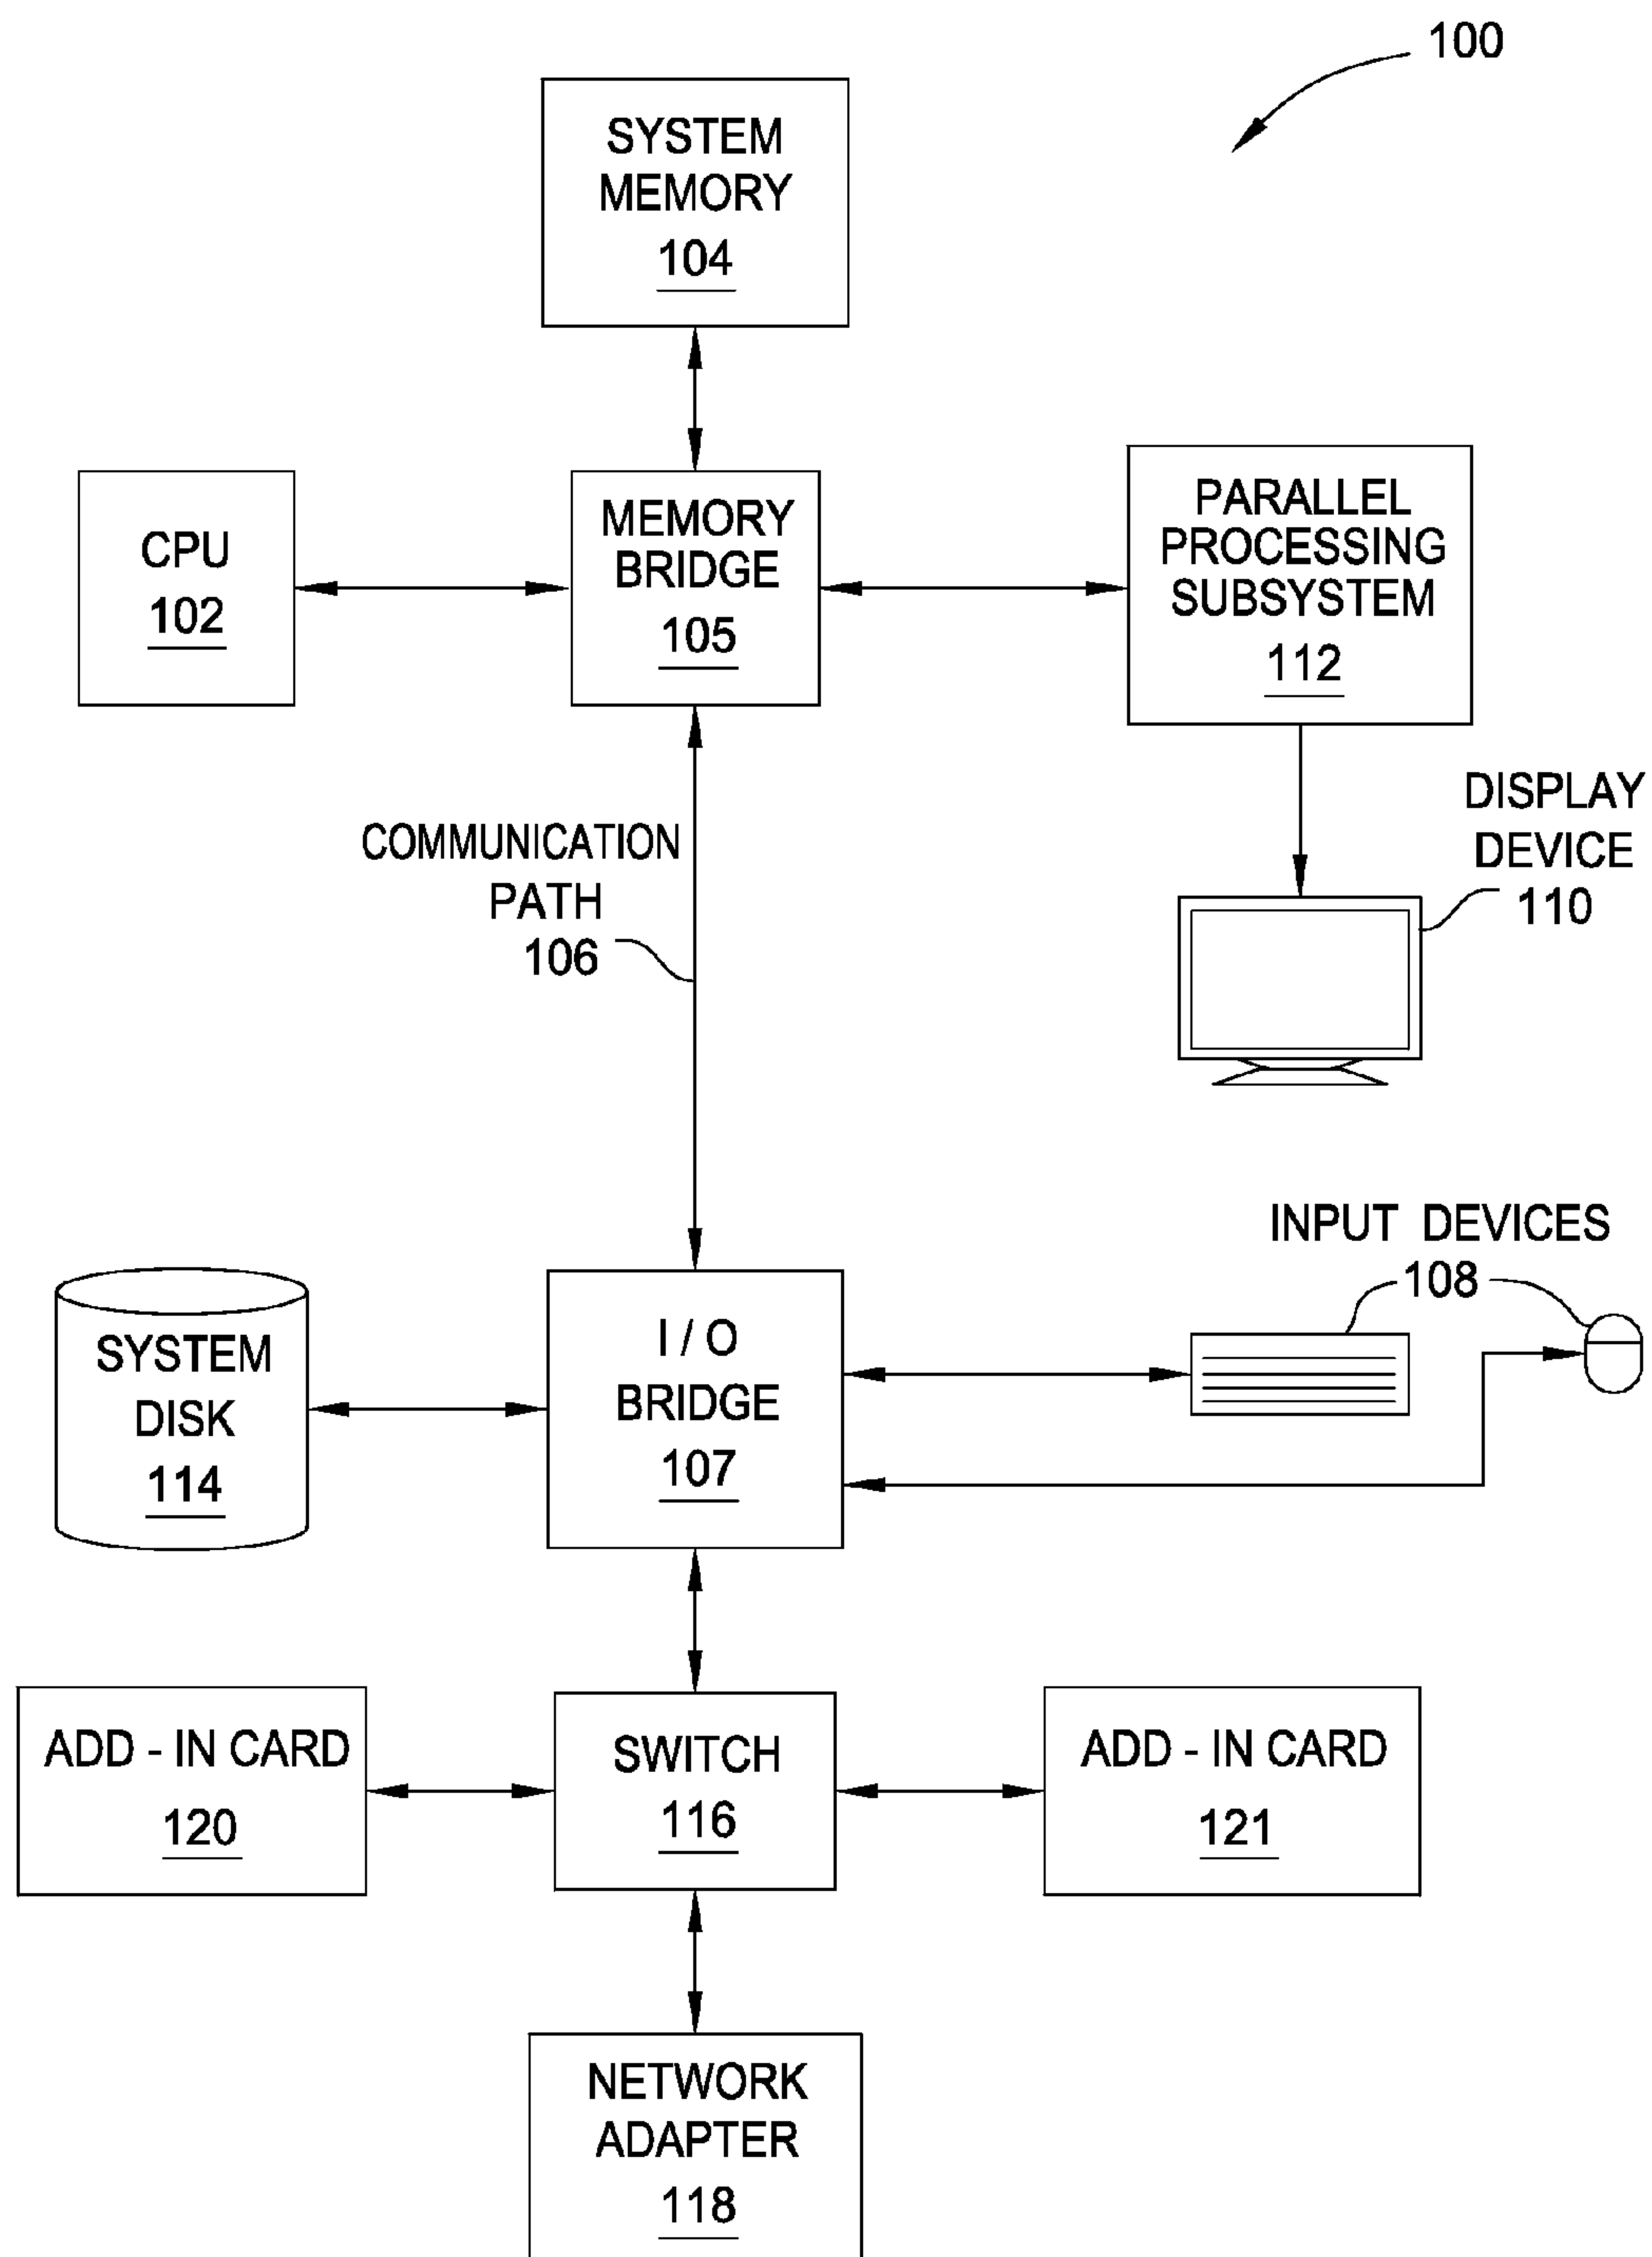 100
SYSTEM
MEMORY
104
CPU
102
MEMORY
BRIDGE
105
PARALLEL
PROCESSING
SUBSYSTEM
112
COMMUNICATION
PATH
106
DISPLAY
DEVICE
110
SYSTEM
DISK
114
I / O
BRIDGE
107
INPUT DEVICES
108
ADD - IN CARD
120
SWITCH
116
ADD - IN CARD
121
NETWORK
ADAPTER
118